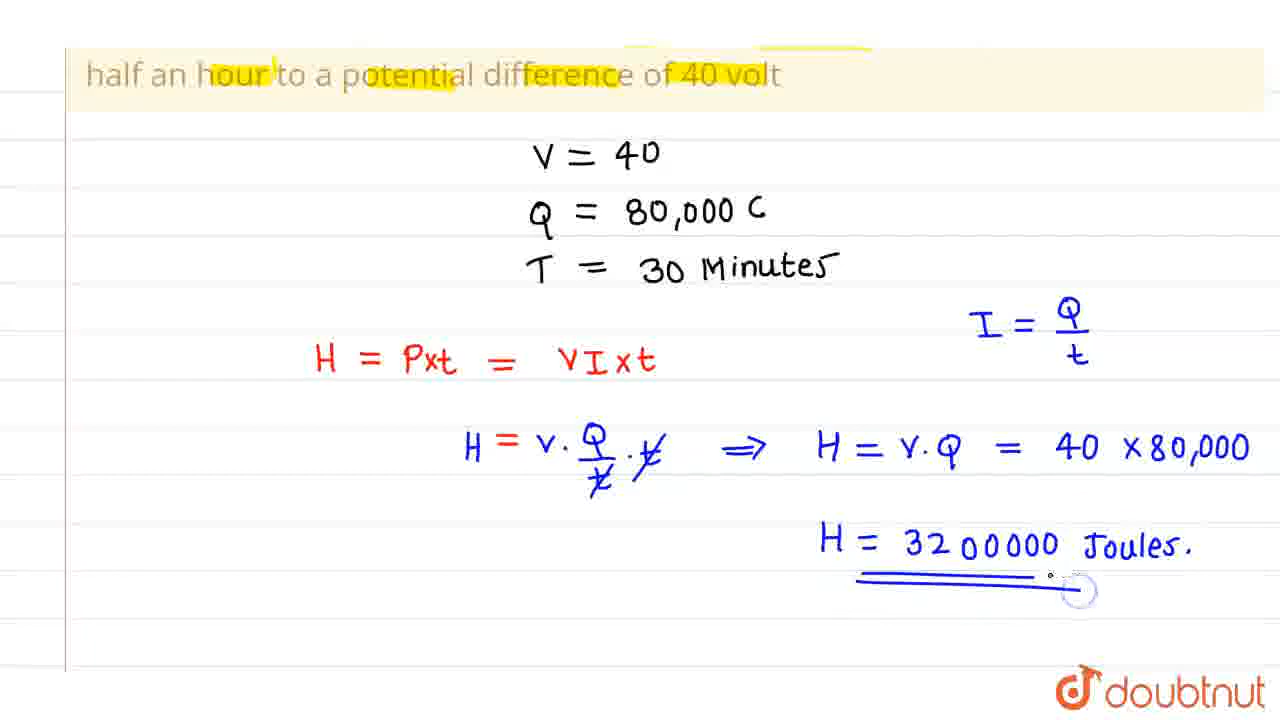 half an hour to a potential difference of 40 volt
V = 40
Q = 80,000 C
T = 30 Minutes
I = Q/t
H = P×t = VI×t
H = V. Q/t . t ⇒ H = V.Q = 40 × 80,000
H = 3200000 Joules.
doubtnut